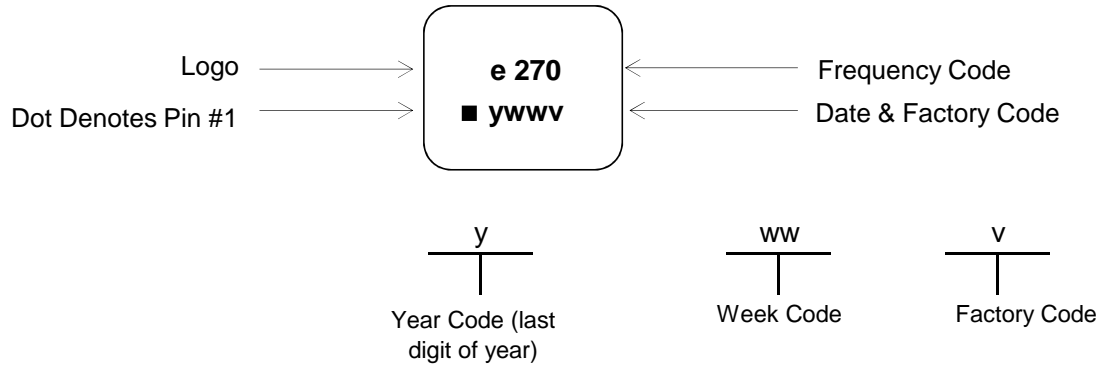 Logo
e 270
Frequency Code
Dot Denotes Pin #1
■ ywwv
Date & Factory Code
y
ww
v
Year Code (last
digit of year)
Week Code
Factory Code